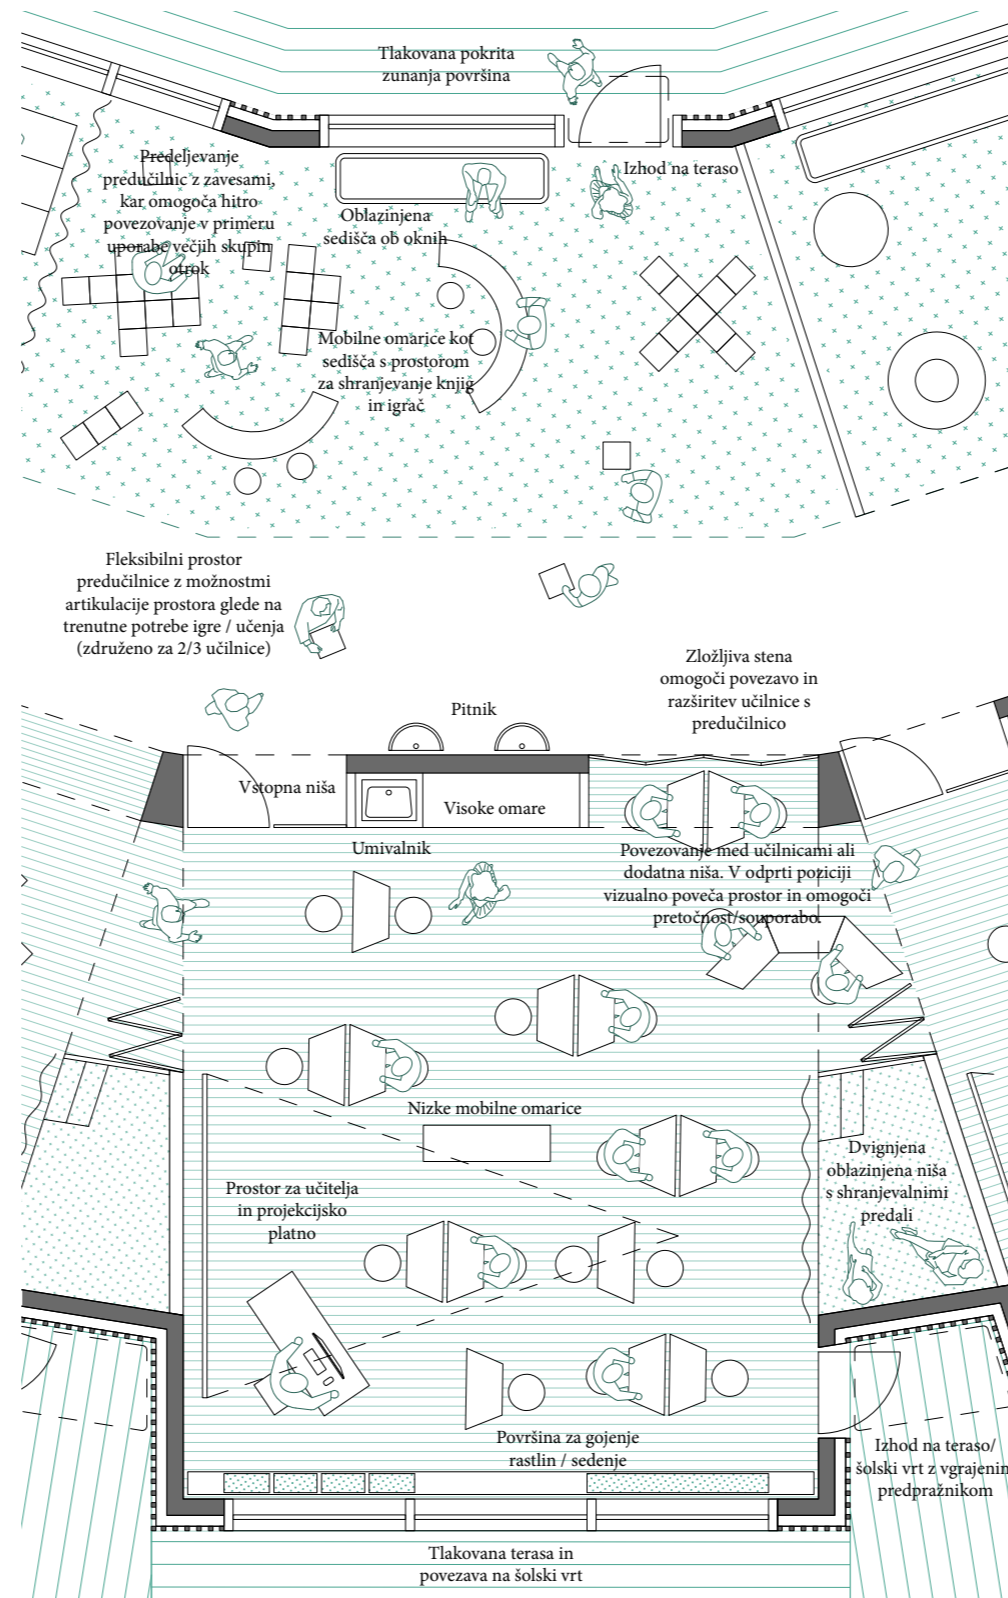 Tlakovana pokrita
zunanja površina
Predeljevanje
predučilnic z zavesami,
kar omogoča hitro
povezovanje v primeru
uporabe večjih skupin
otrok
Izhod na teraso
Oblazinjena
sedišča ob oknih
Mobilne omarice kot
sedišča s prostorom
za shranjevanje knjig
in igrač
Fleksibilni prostor
predučilnice z možnostmi
artikulacije prostora glede na
trenutne potrebe igre / učenja
(združeno za 2/3 učilnice)
Zložljiva stena
omogoči povezavo in
razširitev učilnice s
predučilnico
Pitnik
Vstopna niša
Visoke omare
Umivalnik
Povezovanje med učilnicami ali
dodatna niša. V odprti poziciji
vizualno poveča prostor in omogoči
pretočnost/souporabo.
Nizke mobilne omarice
Dvignjena
oblazinjena niša
s shranjevalnimi
predali
Prostor za učitelja
in projekcijsko
platno
Površina za gojenje
rastlin / sedenje
Izhod na teraso/
šolski vrt z vgrajenin
predpražnikom
Tlakovana terasa in
povezava na šolski vrt